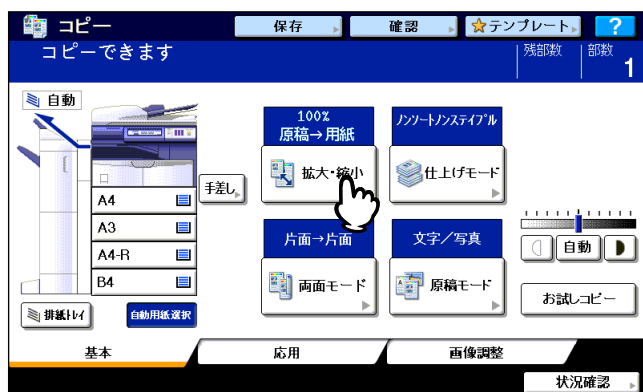 コピー
保存
確認
テンプレート
?
コピーできます
残部数
部数
1
自動
100%
原稿→用紙
ノンソートノンステイプル
拡大・縮小
仕上げモード
手差し
A4
A3
A4-R
B4
片面→片面
文字/写真
両面モード
原稿モード
自動
お試しコピー
排紙トレイ
自動用紙選択
基本
応用
画像調整
状況確認